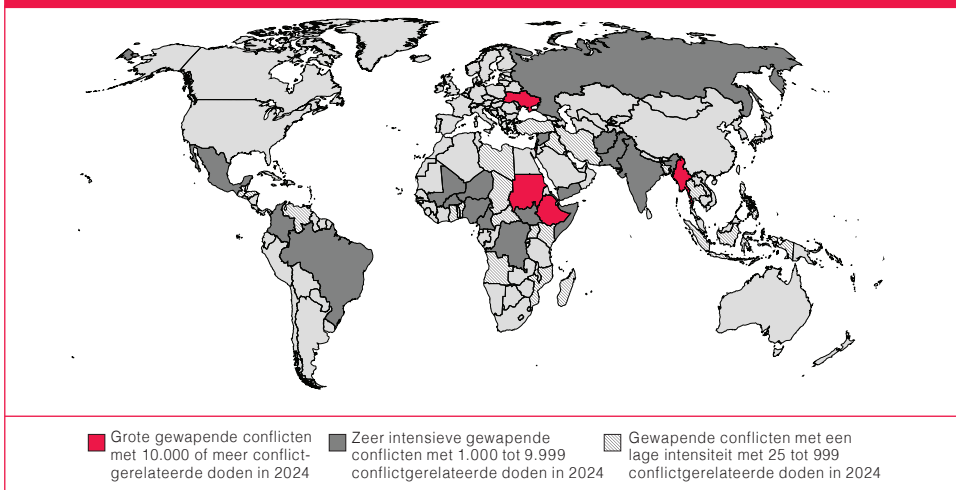 Grote gewapende conflicten
met 10.000 of meer conflict-
gerelateerde doden in 2024
Zeer intensieve gewapende
conflicten met 1.000 tot 9.999
conflictgerelateerde doden in 2024
Gewapende conflicten met een
lage intensiteit met 25 tot 999
conflictgerelateerde doden in 2024